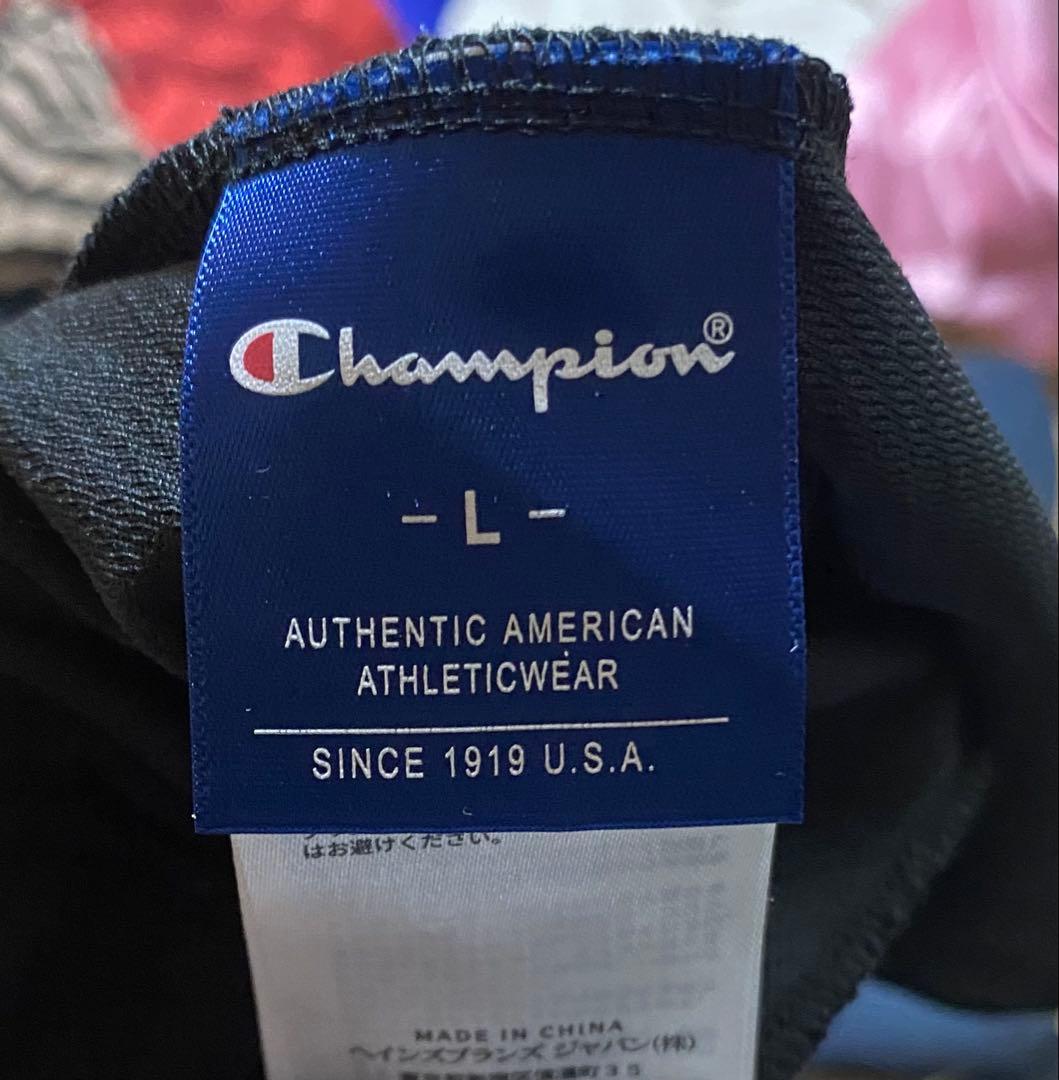 Champion®
- L -
AUTHENTIC AMERICAN
ATHLETICWEAR
SINCE 1919 U.S.A.
はお避けください。
MADE IN CHINA
ヘインズブランズ ジャパン(株)